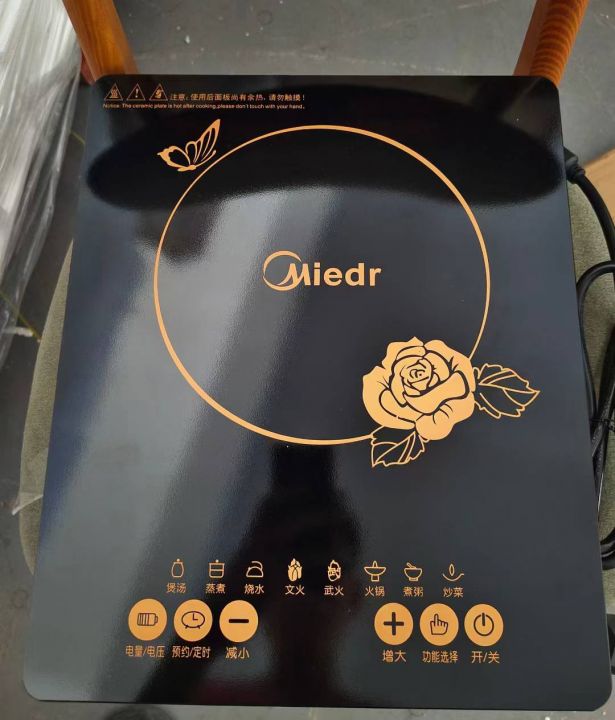 注意：使用后面板尚有余热，请勿触摸！
Notice: The ceramic plate is hot after cooking,please don't touch with your hand.
Miedr
煲汤 蒸煮 烧水 文火 武火 火锅 煮粥 炒菜
电量/电压 预约/定时 减小 增大 功能选择 开/关